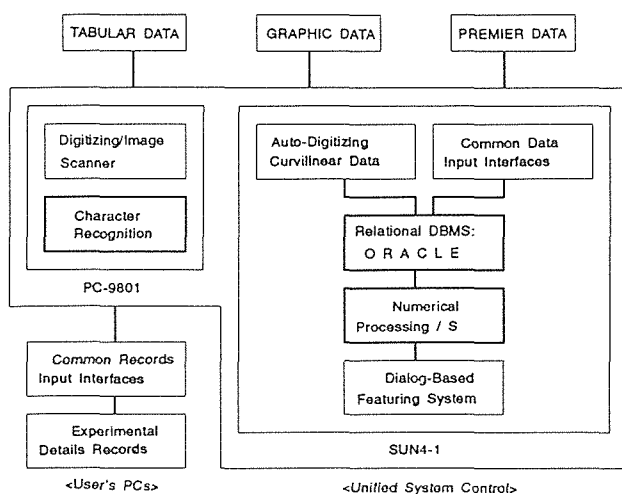 TABULAR DATA
GRAPHIC DATA
PREMIER DATA
Digitizing/Image
Scanner
Character
Recognition
PC-9801
Auto-Digitizing
Curvilinear Data
Common Data
Input Interfaces
Relational DBMS:
O R A C L E
Numerical
Processing / S
Dialog-Based
Featuring System
SUN4-1
Common Records
Input Interfaces
Experimental
Details Records
<User's PCs>
<Unified System Control>